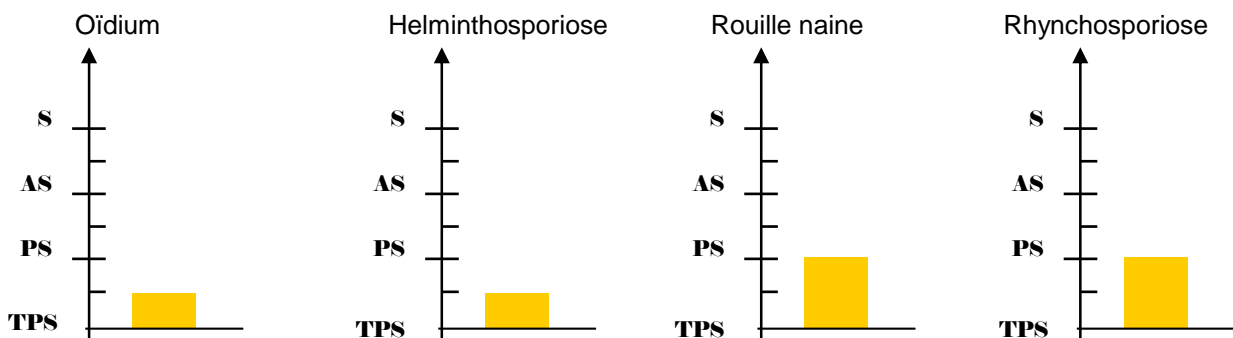 Oïdium
S
AS
PS
TPS
Helminthosporiose
S
AS
PS
TPS
Rouille naine
S
AS
PS
TPS
Rhynchosporiose
S
AS
PS
TPS